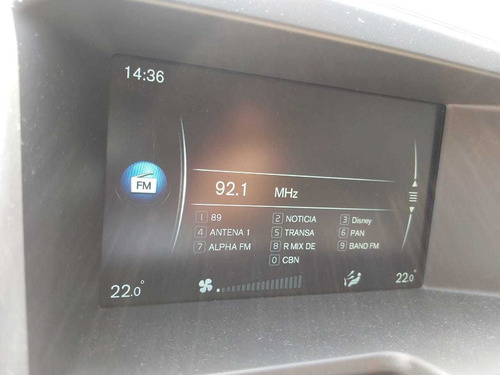 14:36
FM
92.1 MHz
1 89 2 NOTICIA 3 Disney
4 ANTENA 1 5 TRANSA 6 PAN
7 ALPHA FM 8 R MIX DE 9 BAND FM
0 CBN
22.0° 22.0°